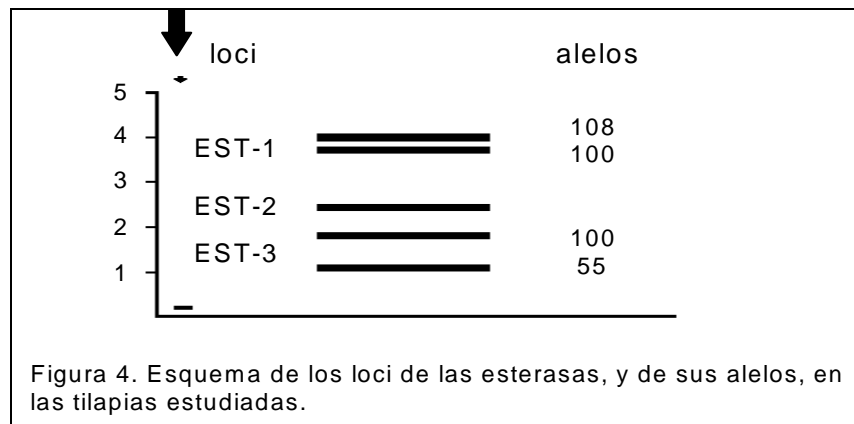 loci alelos
5
4 108
EST-1 100
3
EST-2
2 100
EST-3
1 55
Figura 4. Esquema de los loci de las esterasas, y de sus alelos, en
las tilapias estudiadas.